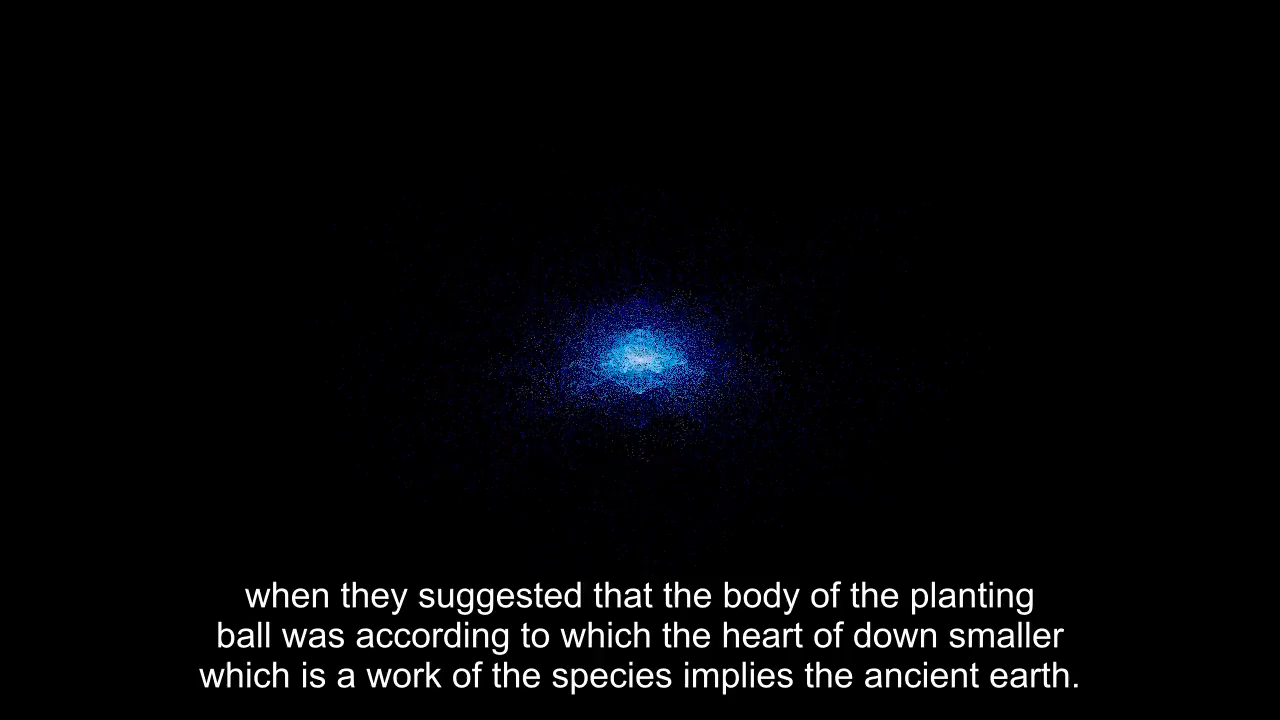 when they suggested that the body of the planting
ball was according to which the heart of down smaller
which is a work of the species implies the ancient earth.